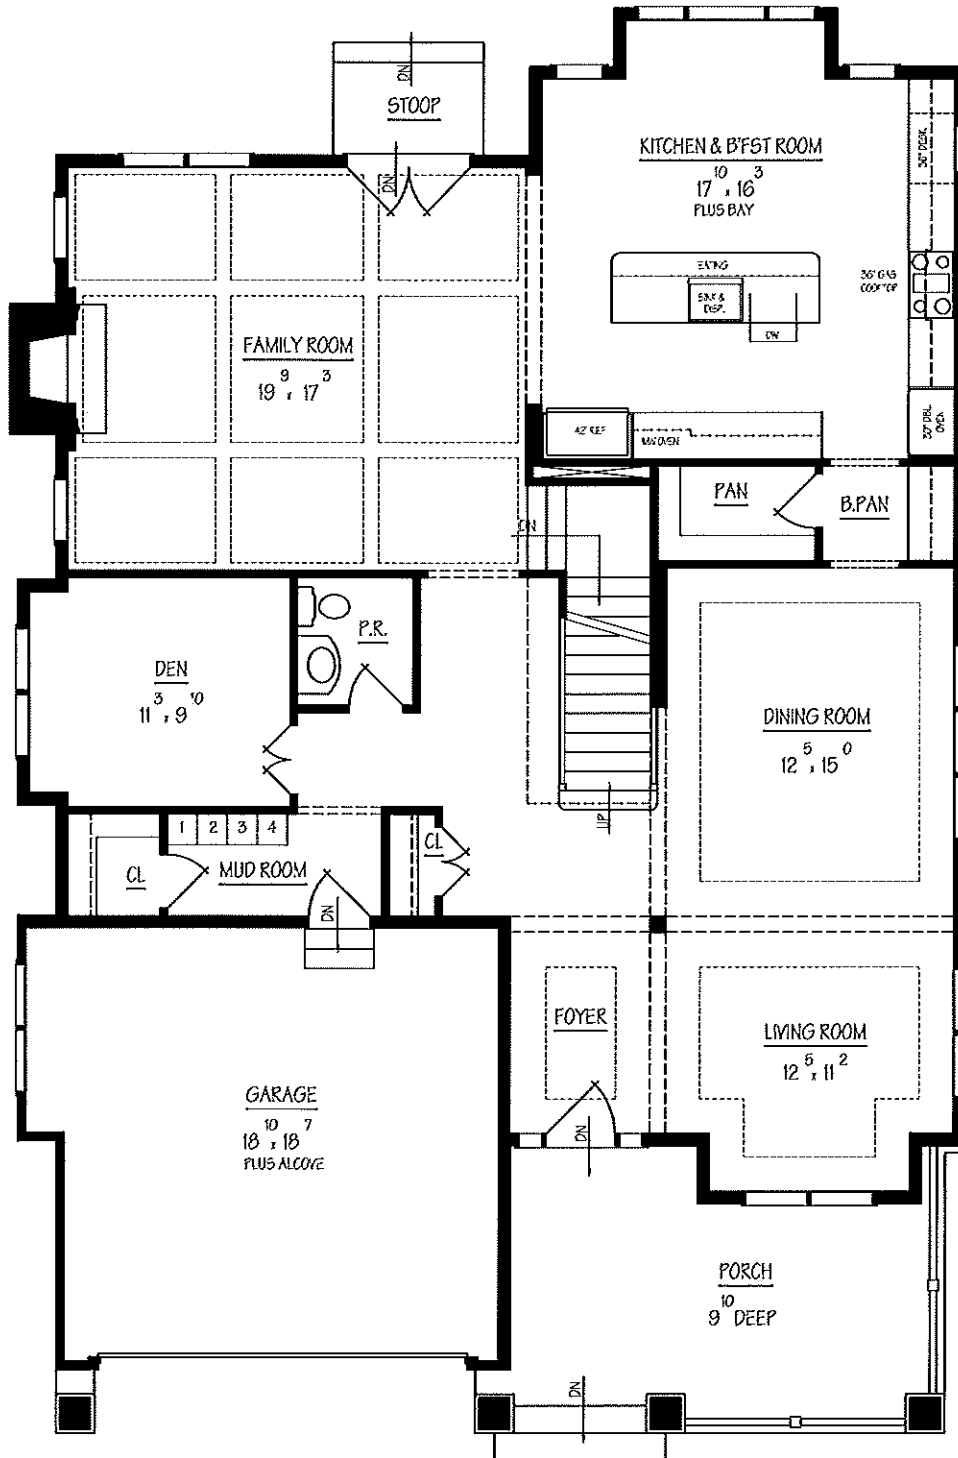 DN
STOOP
DN
KITCHEN & B'FST ROOM
17 10 x 16 3
PLUS BAY
36" DESK
EATING
SINK & DISP.
DW
36" GAS
COOKTOP
FAMILY ROOM
19 9 x 17 3
42" REF
MW OVEN
30" DBL
OVEN
PAN
B.PAN
DN
P.R.
DEN
11 3 x 9 10
DINING ROOM
12 5 x 15 0
UP
1 2 3 4
CL
MUD ROOM
CL
DN
FOYER
LIVING ROOM
12 5 x 11 2
DN
GARAGE
18 10 x 18 7
PLUS ALCOVE
PORCH
9 10 DEEP
DN